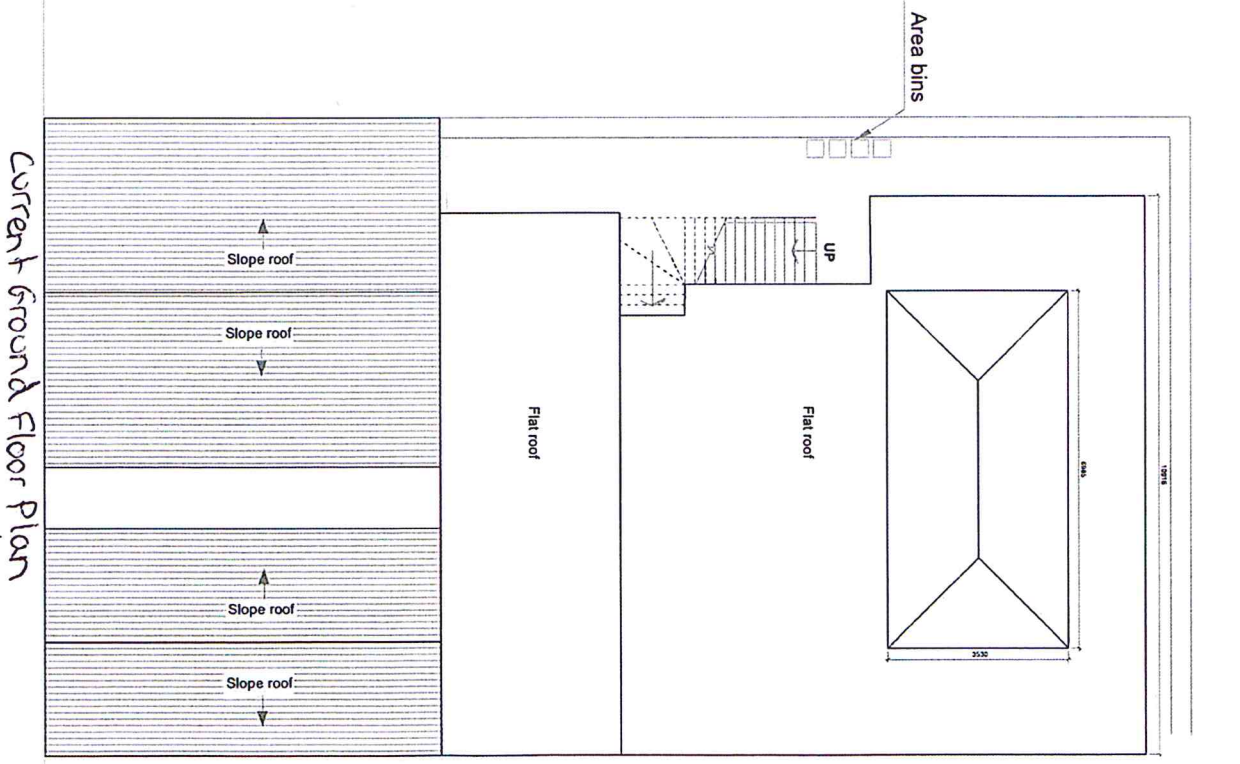 Area bins
UP
Slope roof
Slope roof
Flat roof
Flat roof
6985
10916
Slope roof
3530
Slope roof
Current Ground Floor Plan